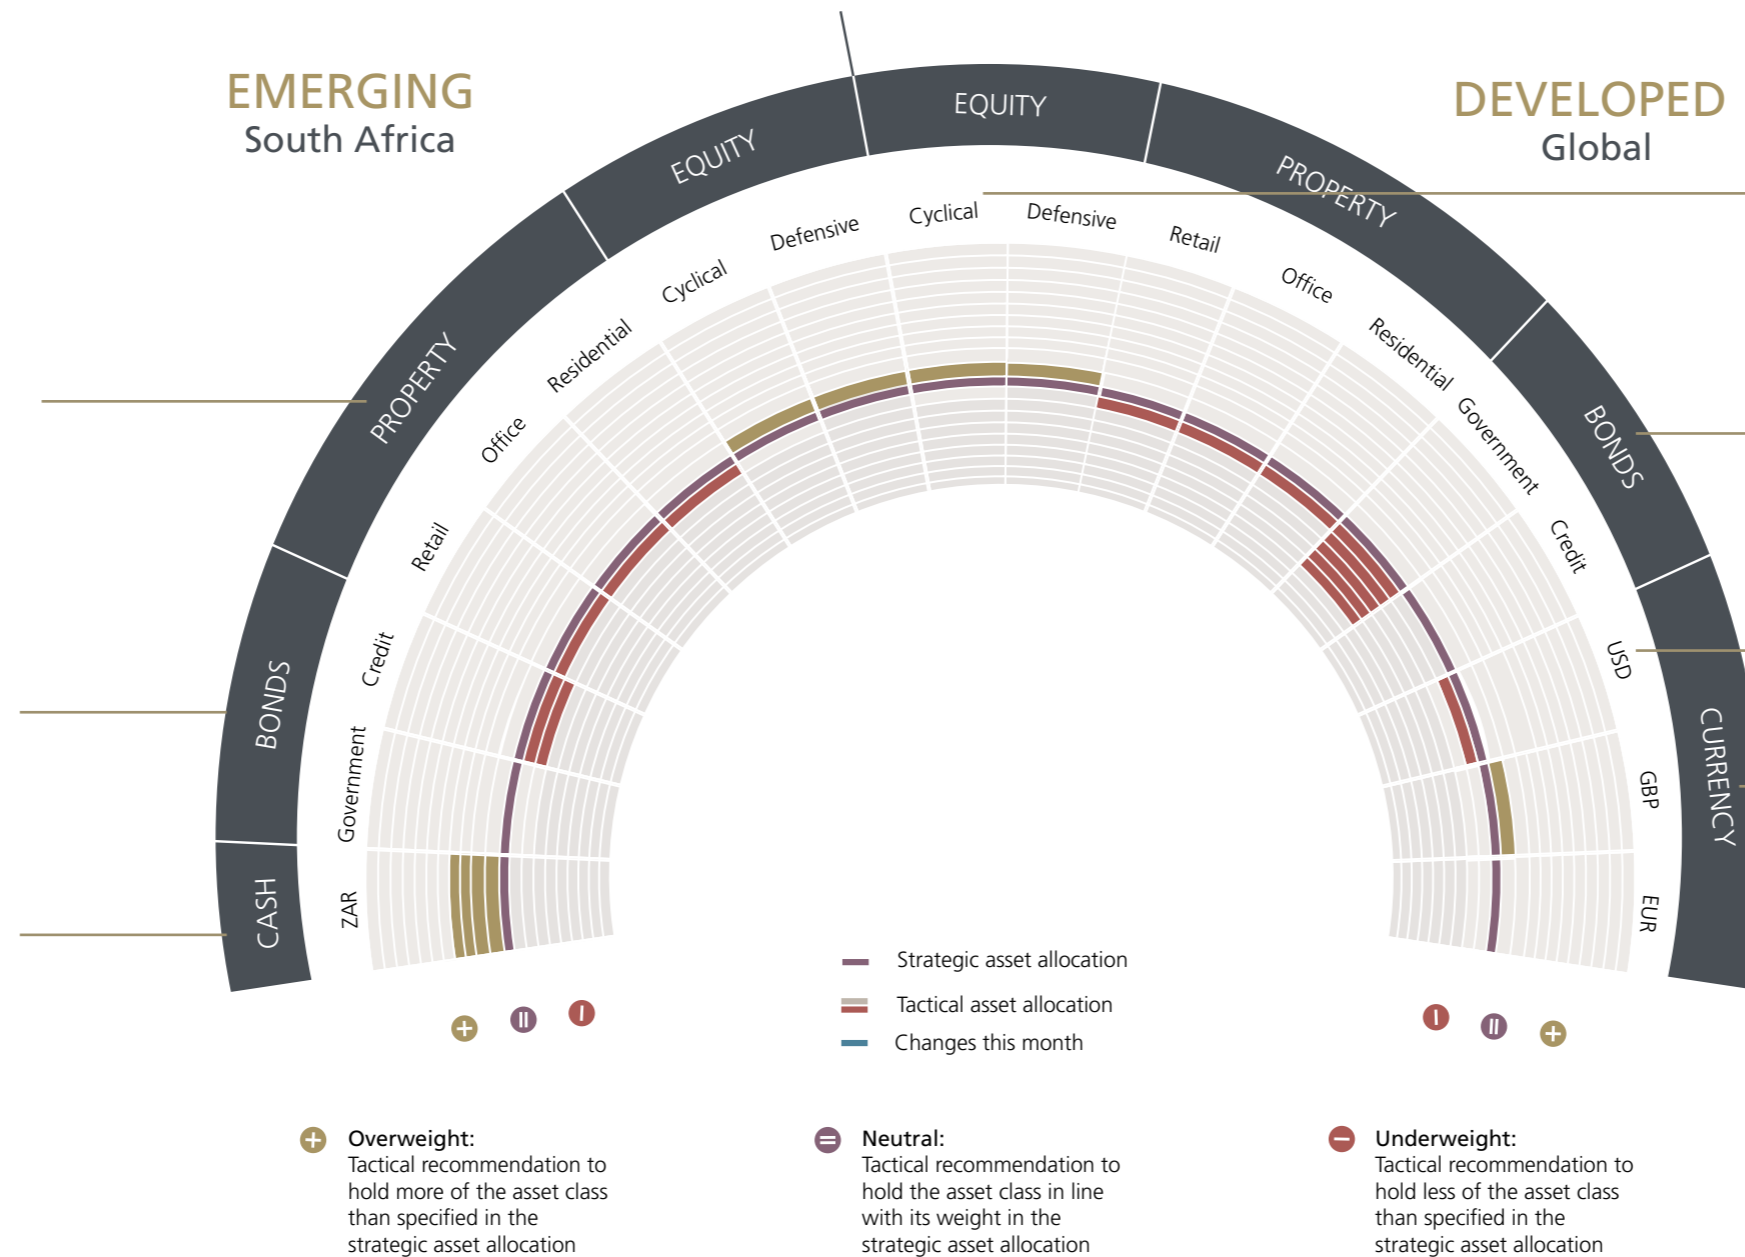 EMERGING
South Africa
DEVELOPED
Global
CASH
BONDS
PROPERTY
EQUITY
EQUITY
PROPERTY
BONDS
CURRENCY
ZAR
Government
Credit
Retail
Office
Residential
Cyclical
Defensive
Cyclical
Defensive
Retail
Office
Residential
Government
Credit
USD
GBP
EUR
Strategic asset allocation
Tactical asset allocation
Changes this month
Overweight:
Tactical recommendation to
hold more of the asset class
than specified in the
strategic asset allocation
Neutral:
Tactical recommendation to
hold the asset class in line
with its weight in the
strategic asset allocation
Underweight:
Tactical recommendation to
hold less of the asset class
than specified in the
strategic asset allocation